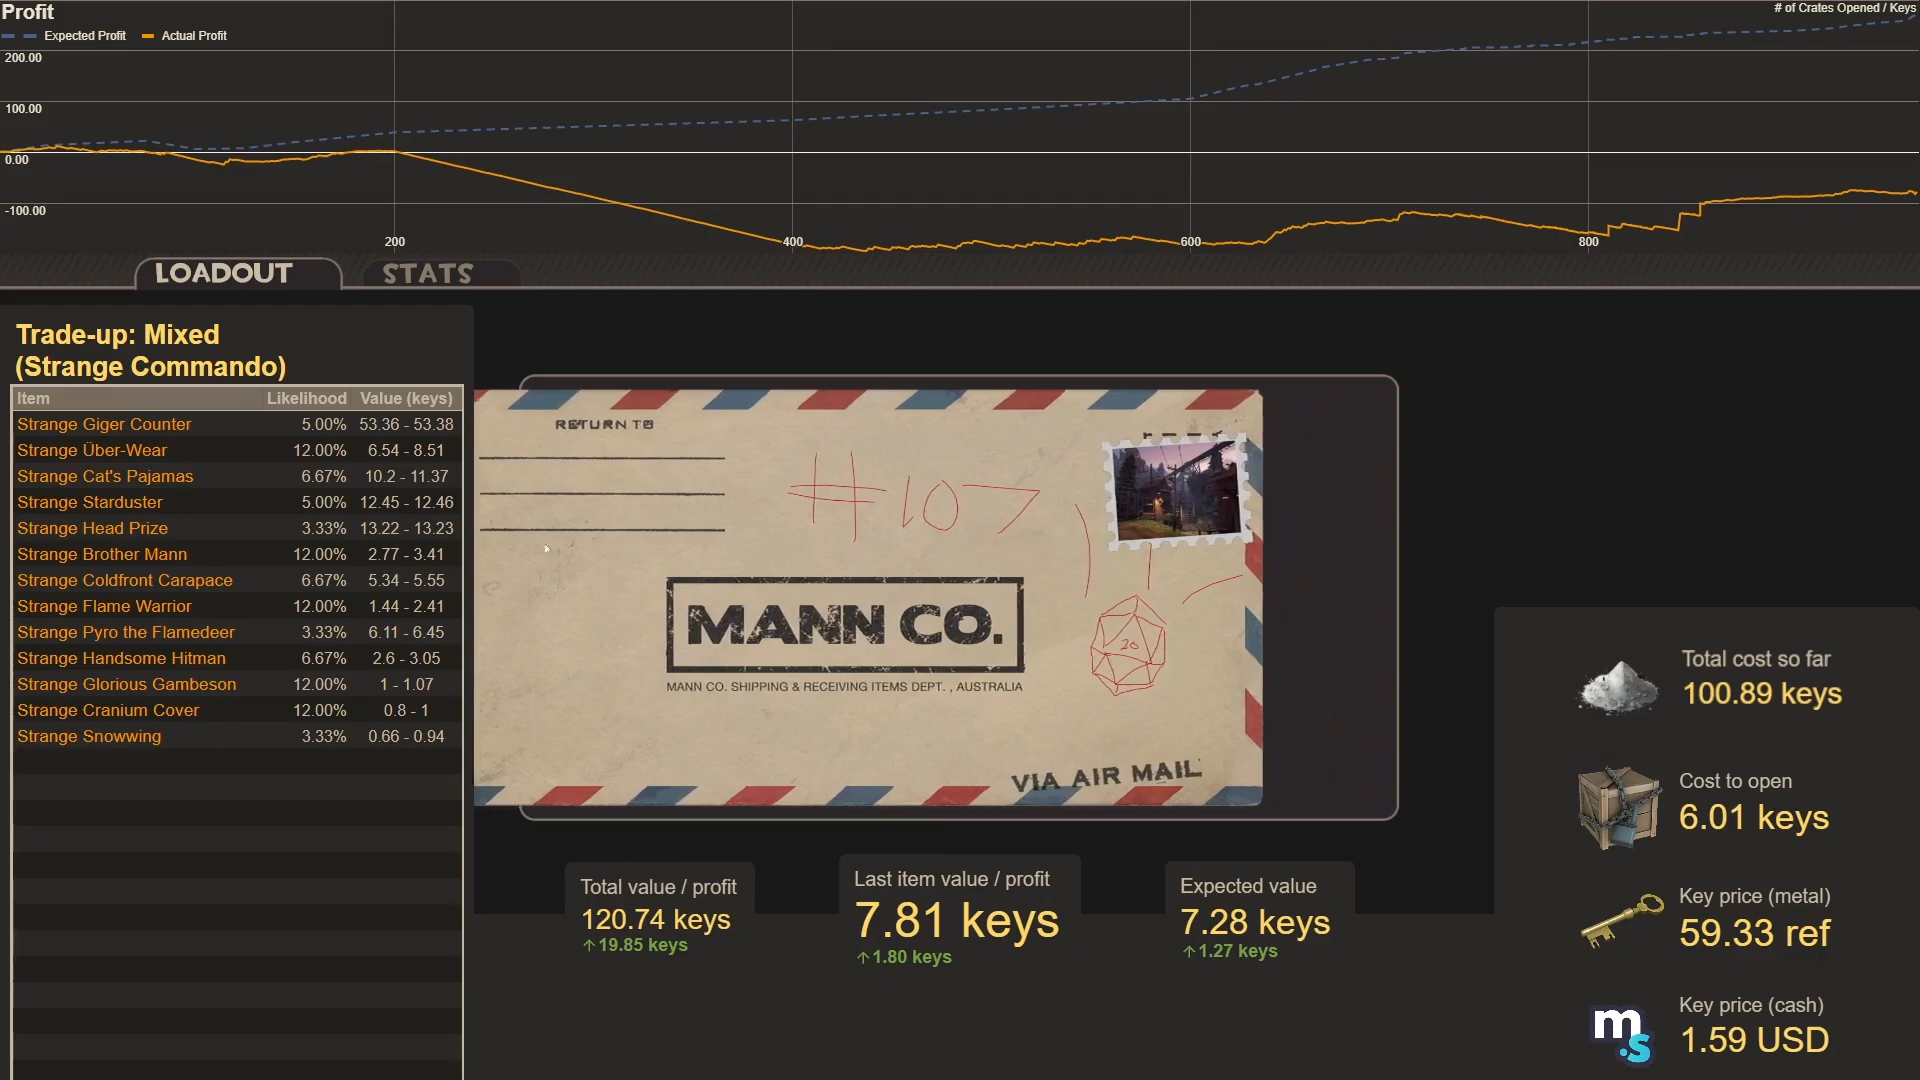 Profit
# of Crates Opened / Keys
Expected Profit
Actual Profit
200.00
100.00
0.00
-100.00
200
400
600
800
LOADOUT
STATS
Trade-up: Mixed
(Strange Commando)
Item Likelihood Value (keys)
Strange Giger Counter 5.00% 53.36 - 53.38
Strange Über-Wear 12.00% 6.54 - 8.51
Strange Cat's Pajamas 6.67% 10.2 - 11.37
Strange Starduster 5.00% 12.45 - 12.46
Strange Head Prize 3.33% 13.22 - 13.23
Strange Brother Mann 12.00% 2.77 - 3.41
Strange Coldfront Carapace 6.67% 5.34 - 5.55
Strange Flame Warrior 12.00% 1.44 - 2.41
Strange Pyro the Flamedeer 3.33% 6.11 - 6.45
Strange Handsome Hitman 6.67% 2.6 - 3.05
Strange Glorious Gambeson 12.00% 1 - 1.07
Strange Cranium Cover 12.00% 0.8 - 1
Strange Snowwing 3.33% 0.66 - 0.94
RETURN TO
#107
20
MANN CO.
MANN CO. SHIPPING & RECEIVING ITEMS DEPT. , AUSTRALIA
VIA AIR MAIL
Total value / profit
120.74 keys
↑19.85 keys
Last item value / profit
7.81 keys
↑1.80 keys
Expected value
7.28 keys
↑1.27 keys
Total cost so far
100.89 keys
Cost to open
6.01 keys
Key price (metal)
59.33 ref
Key price (cash)
1.59 USD
m.s